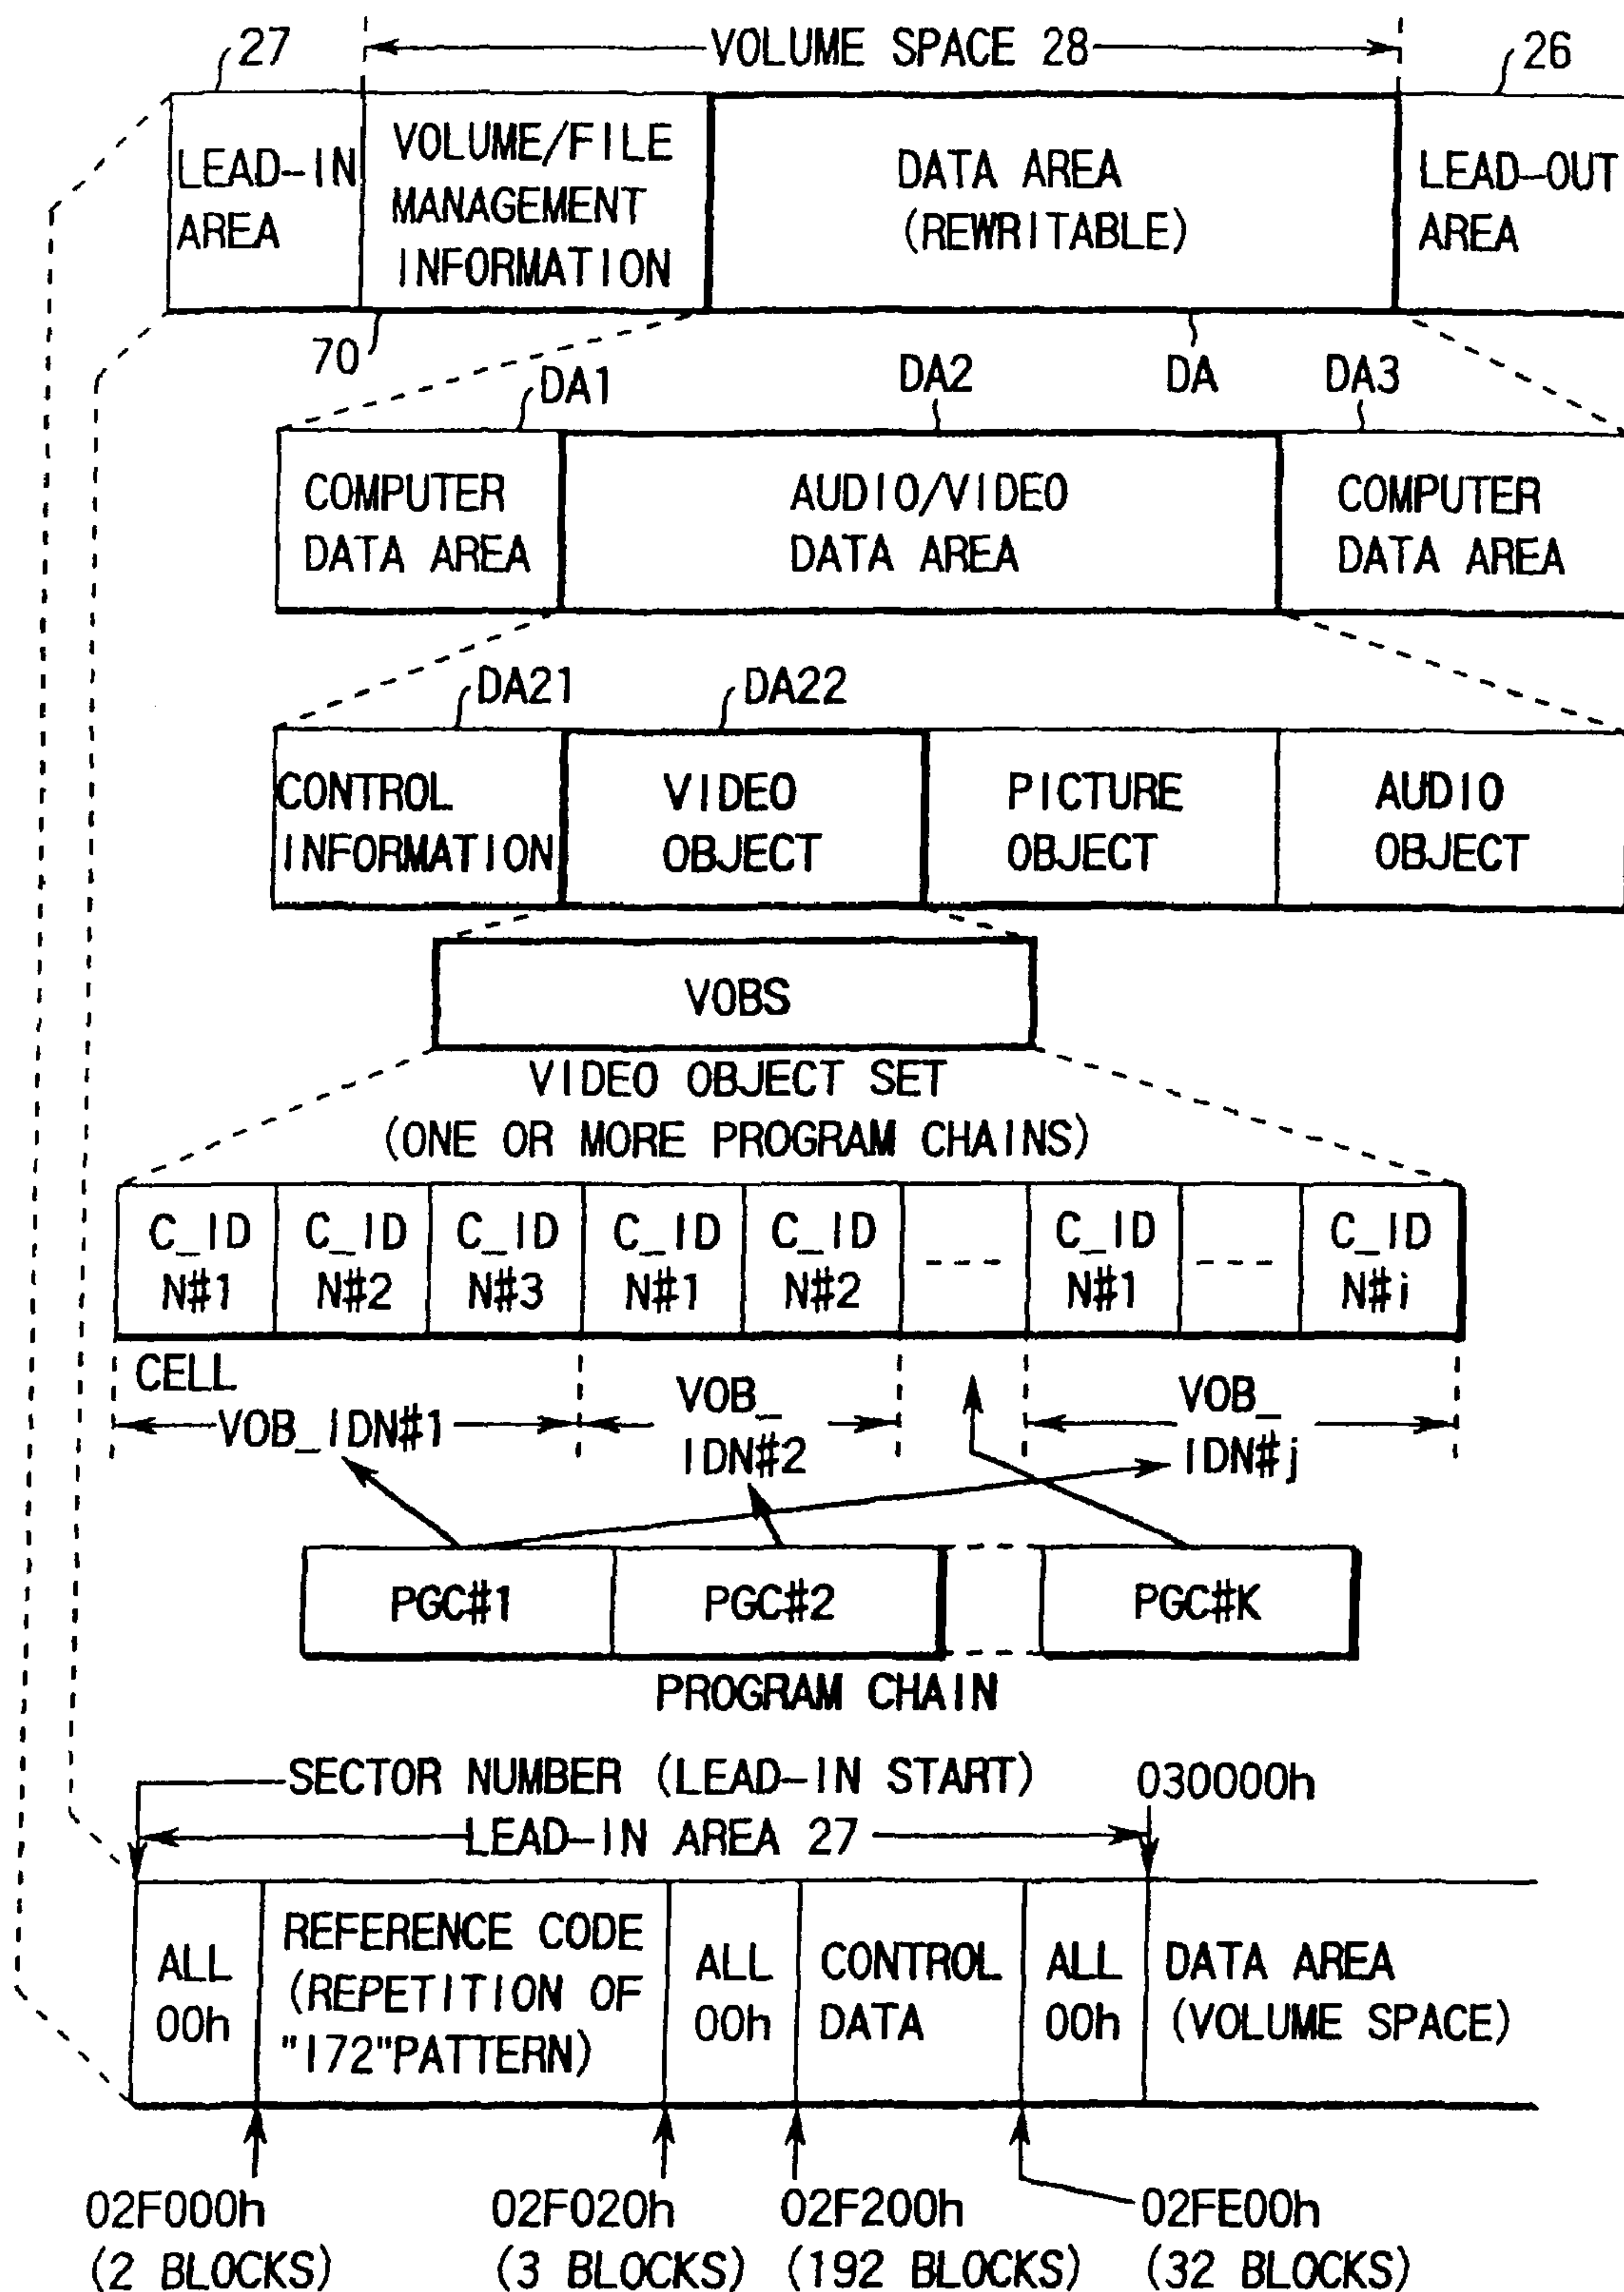 27
VOLUME SPACE 28
26
LEAD-IN
AREA
VOLUME/FILE
MANAGEMENT
INFORMATION
DATA AREA
(REWRITABLE)
LEAD-OUT
AREA
70
DA1
DA2
DA
DA3
COMPUTER
DATA AREA
AUDIO/VIDEO
DATA AREA
COMPUTER
DATA AREA
DA21
DA22
CONTROL
INFORMATION
VIDEO
OBJECT
PICTURE
OBJECT
AUDIO
OBJECT
VOBS
VIDEO OBJECT SET
(ONE OR MORE PROGRAM CHAINS)
C_ID
N#1
C_ID
N#2
C_ID
N#3
C_ID
N#1
C_ID
N#2
----
C_ID
N#1
----
C_ID
N#i
CELL
VOB_IDN#1
VOB_
IDN#2
VOB_
IDN#j
PGC#1
PGC#2
PGC#K
PROGRAM CHAIN
SECTOR NUMBER (LEAD-IN START)
030000h
LEAD-IN AREA 27
ALL
00h
REFERENCE CODE
(REPETITION OF
"172"PATTERN)
ALL
00h
CONTROL
DATA
ALL
00h
DATA AREA
(VOLUME SPACE)
02F000h
(2 BLOCKS)
02F020h
(3 BLOCKS)
02F200h
(192 BLOCKS)
02FE00h
(32 BLOCKS)